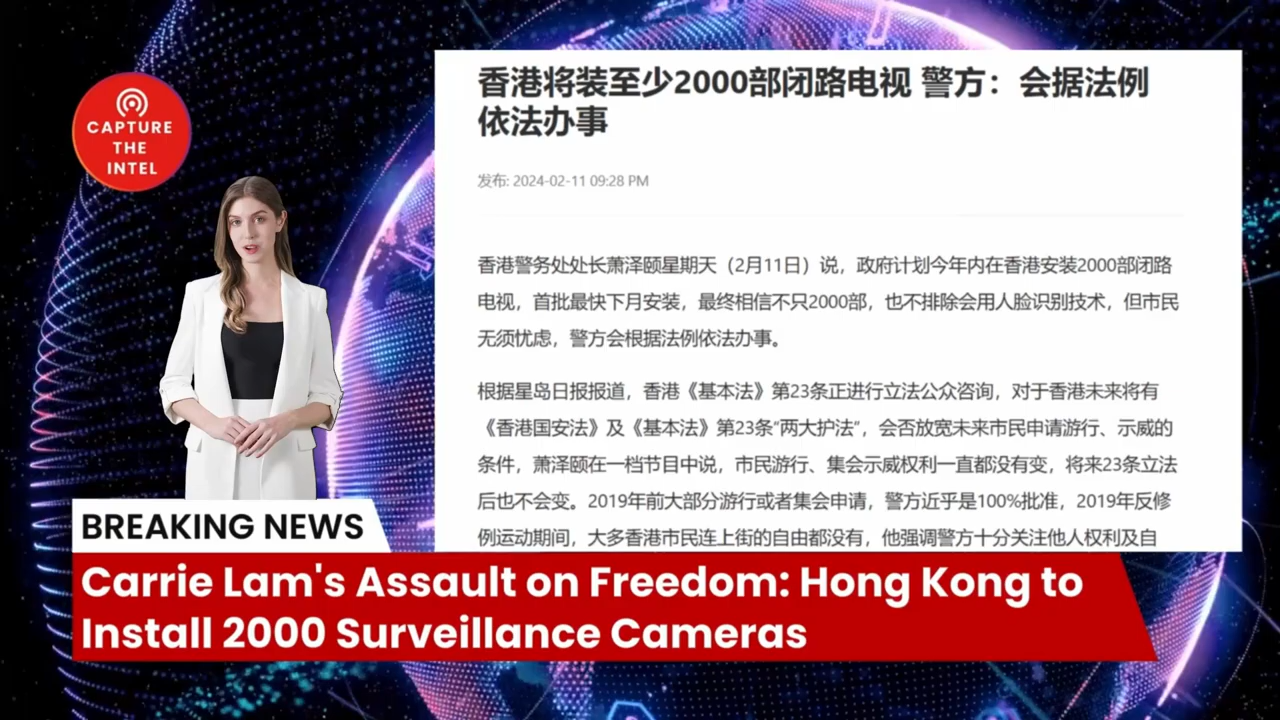 CAPTURE
THE
INTEL
香港将装至少2000部闭路电视 警方：会据法例
依法办事
发布: 2024-02-11 09:28 PM
香港警务处处长萧泽颐星期天（2月11日）说，政府计划今年内在香港安装2000部闭路
电视，首批最快下月安装，最终相信不只2000部，也不排除会用人脸识别技术，但市民
无须忧虑，警方会根据法例依法办事。
根据星岛日报报道，香港《基本法》第23条正进行立法公众咨询，对于香港未来将有
《香港国安法》及《基本法》第23条“两大护法”，会否放宽未来市民申请游行、示威的
条件，萧泽颐在一档节目中说，市民游行、集会示威权利一直都没有变，将来23条立法
后也不会变。2019年前大部分游行或者集会申请，警方近乎是100%批准，2019年反修
例运动期间，大多香港市民连上街的自由都没有，他强调警方十分关注他人权利及自
BREAKING NEWS
Carrie Lam's Assault on Freedom: Hong Kong to
Install 2000 Surveillance Cameras